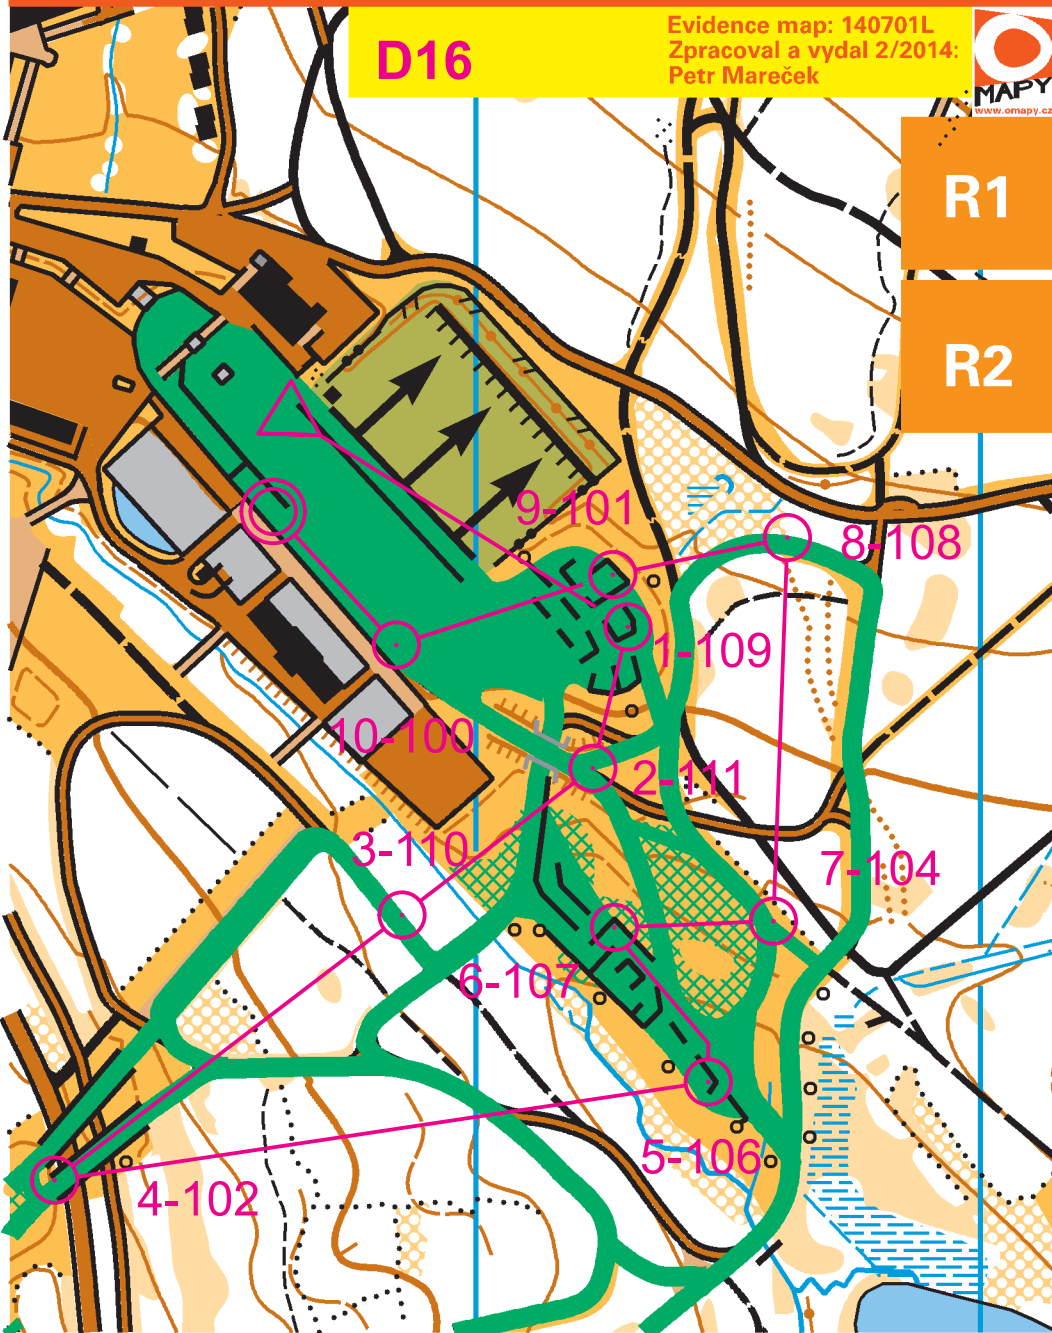 D16
Evidence map: 140701L
Zpracoval a vydal 2/2014:
Petr Mareček
MAPY
www.omapy.cz
R1
R2
9-101
8-108
1-109
10-100
2-111
3-110
7-104
6-107
5-106
4-102